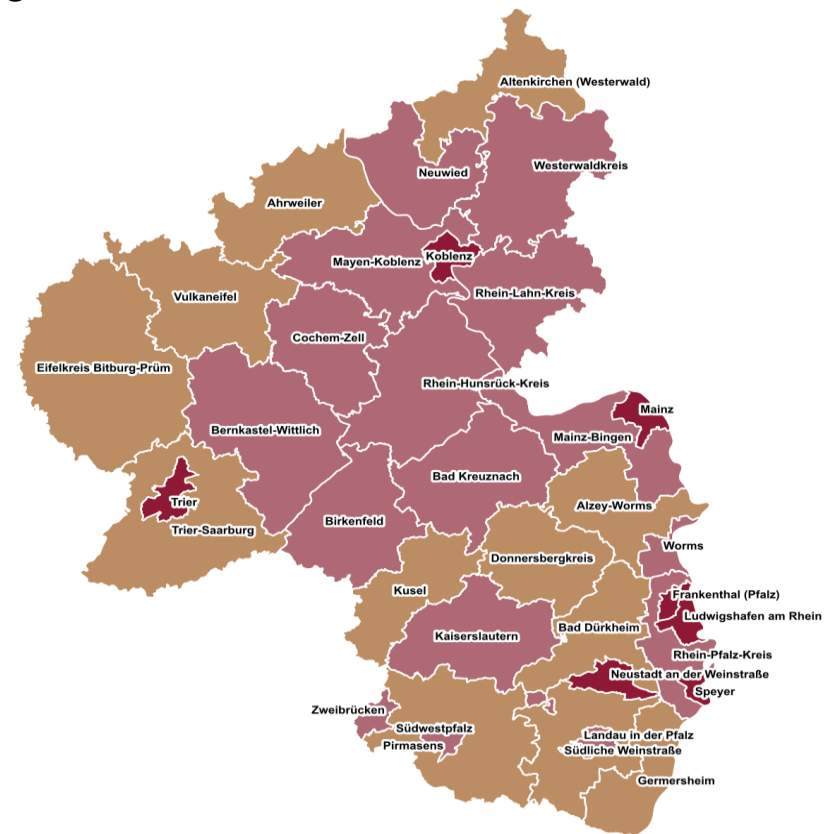 Altenkirchen (Westerwald)
Westerwaldkreis
Neuwied
Ahrweiler
Koblenz
Mayen-Koblenz
Rhein-Lahn-Kreis
Vulkaneifel
Cochem-Zell
Eifelkreis Bitburg-Prüm
Rhein-Hunsrück-Kreis
Mainz
Bernkastel-Wittlich
Mainz-Bingen
Bad Kreuznach
Trier
Alzey-Worms
Birkenfeld
Trier-Saarburg
Worms
Donnersbergkreis
Kusel
Frankenthal (Pfalz)
Ludwigshafen am Rhein
Bad Dürkheim
Kaiserslautern
Rhein-Pfalz-Kreis
Neustadt an der Weinstraße
Speyer
Zweibrücken
Südwestpfalz
Landau in der Pfalz
Pirmasens
Südliche Weinstraße
Germersheim